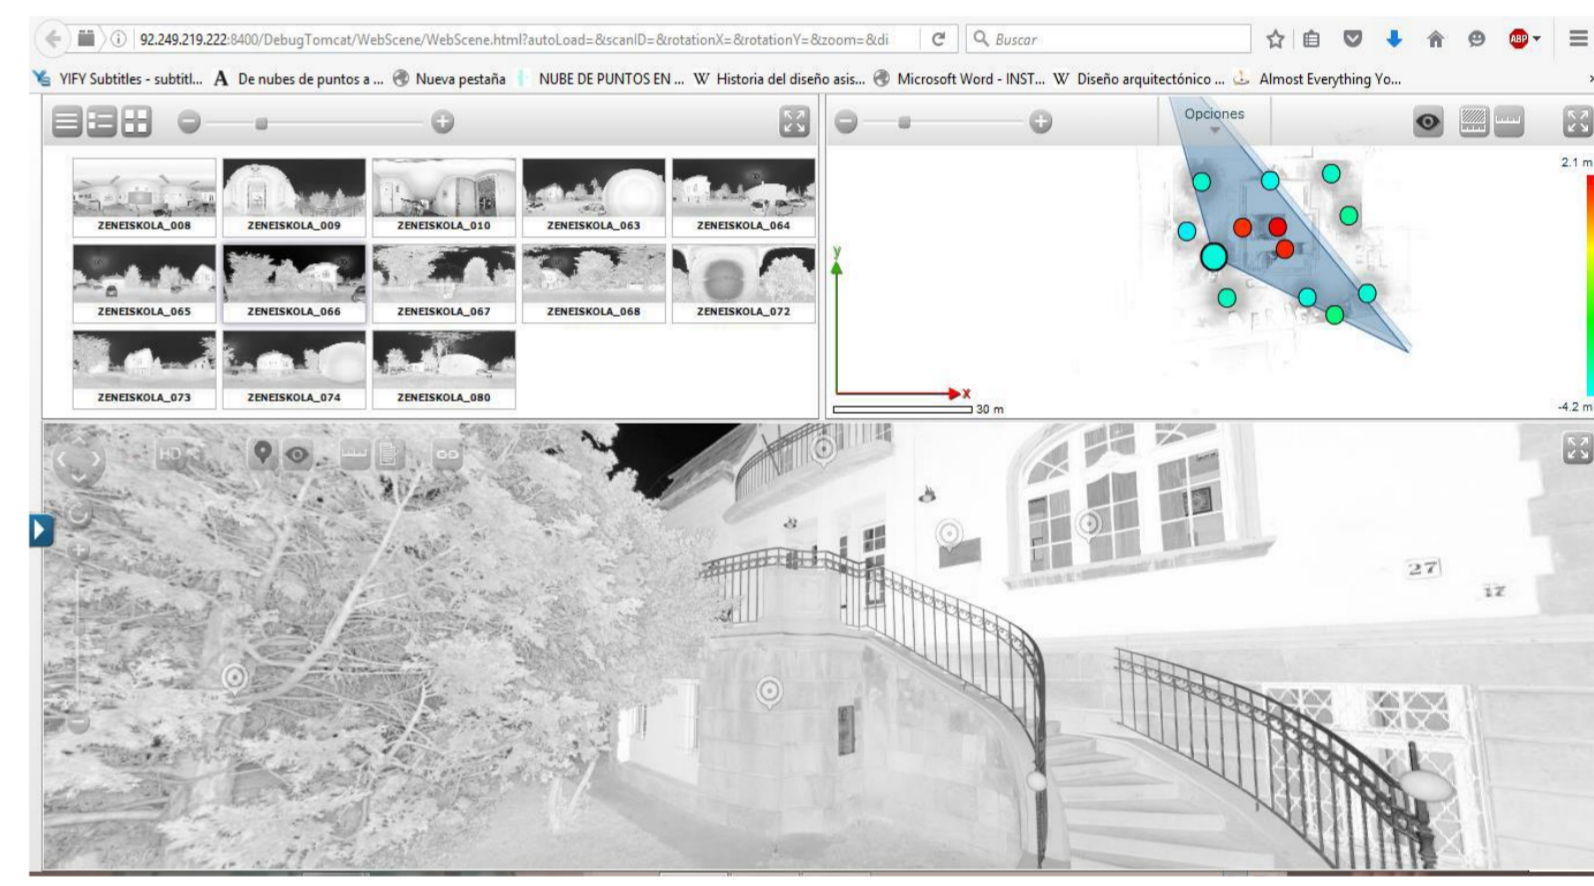 92.249.219.222:8400/DebugTomcat/WebScene/WebScene.html?autoLoad=&scanID=&rotationX=&rotationY=&zoom=&di
Buscar
ABP
YIFY Subtitles - subtitl... De nubes de puntos a ... Nueva pestaña NUBE DE PUNTOS EN ... Historia del diseño asis... Microsoft Word - INST... Diseño arquitectónico ... Almost Everything Yo...
Opciones
2.1 m
ZENEISKOLA_008 ZENEISKOLA_009 ZENEISKOLA_010 ZENEISKOLA_063 ZENEISKOLA_064
y
ZENEISKOLA_065 ZENEISKOLA_066 ZENEISKOLA_067 ZENEISKOLA_068 ZENEISKOLA_072
ZENEISKOLA_073 ZENEISKOLA_074 ZENEISKOLA_080
x
30 m
-4.2 m
HD
27
17